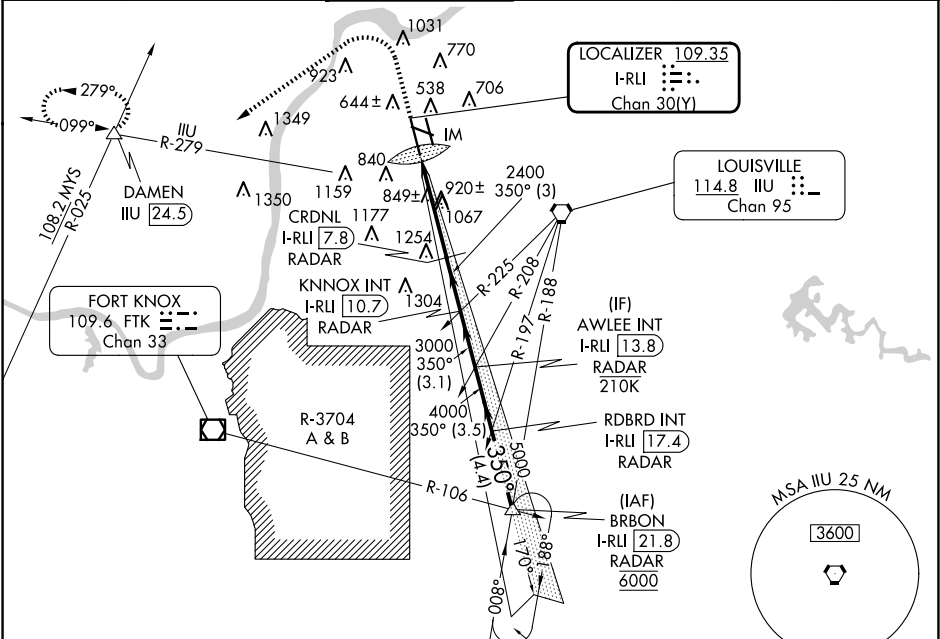 1031
770
923
644±
538
706
1349
IM
LOCALIZER 109.35
I-RLI
Chan 30(Y)
279°
099°
IIU
R-279
DAMEN
IIU 24.5
108.2 MYS
R-025
1350
1159
840
849±
920±
1067
2400
350° (3)
LOUISVILLE
114.8 IIU
Chan 95
CRDNL
I-RLI 7.8
RADAR
1177
1254
KNNOX INT
I-RLI 10.7
RADAR
1304
R-225
R-208
R-197
R-188
FORT KNOX
109.6 FTK
Chan 33
3000
350°
(3.1)
(IF)
AWLEE INT
I-RLI 13.8
RADAR
210K
R-3704
A & B
4000
350° (3.5)
RDBRD INT
I-RLI 17.4
RADAR
5000
350°
(4.4)
R-106
(IAF)
BRBON
I-RLI 21.8
RADAR
6000
170°
188°
008°
MSA IIU 25 NM
3600